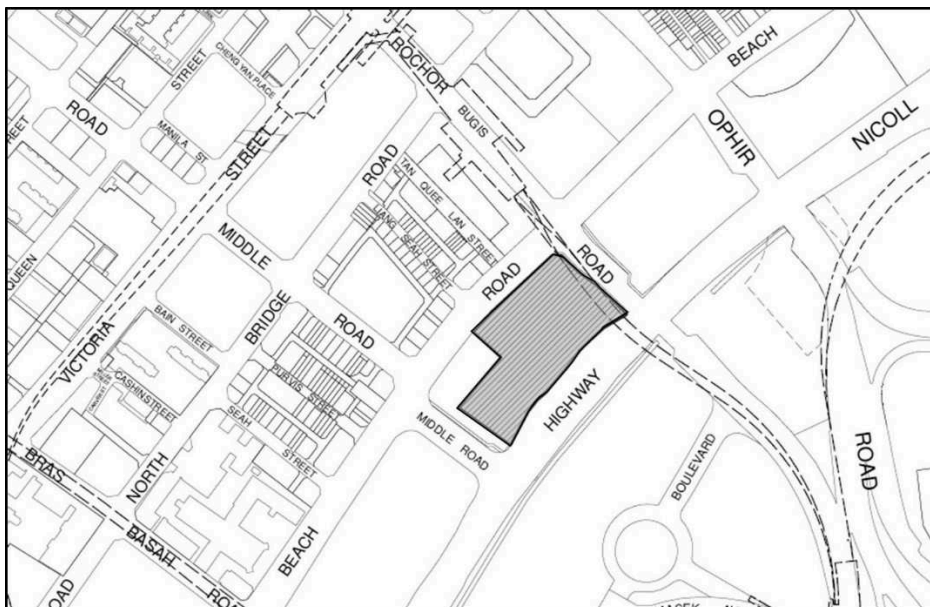 ROCHOR
BEACH
STREET
CHENG YAN PLACE
ROAD
BUGIS
OPHIR
NICOLL
MANILA ST
STREET
ROAD
TAN QUEE LAN STREET
LIANG SEAH STREET
MIDDLE
ROAD
ROAD
QUEEN
BRIDGE
ROAD
BAIN STREET
VICTORIA
CASHIN STREET
PURVIS STREET
HIGHWAY
SEAH
STREET
MIDDLE ROAD
BOULEVARD
ROAD
BRAS
NORTH
BASAH
BEACH
ROAD